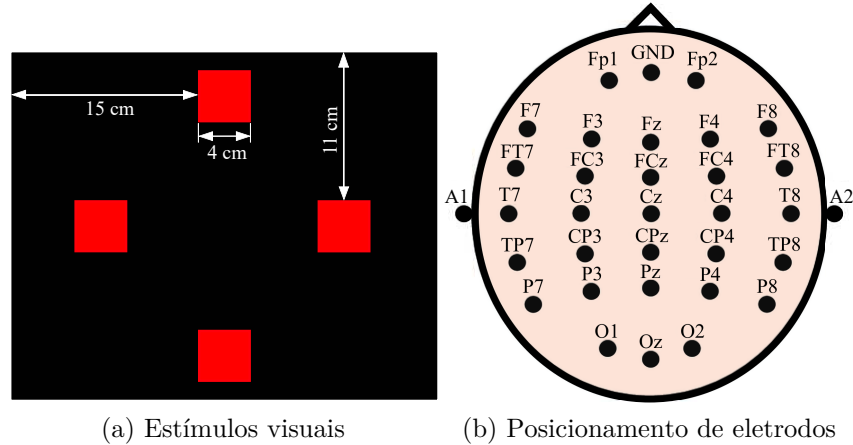 15 cm
4 cm
11 cm
(a) Estímulos visuais
GND
Fp1 Fp2
F7 F3 Fz F4 F8
FT7 FC3 FCz FC4 FT8
A1 T7 C3 Cz C4 T8 A2
TP7 CP3 CPz CP4 TP8
P7 P3 Pz P4 P8
O1 Oz O2
(b) Posicionamento de eletrodos